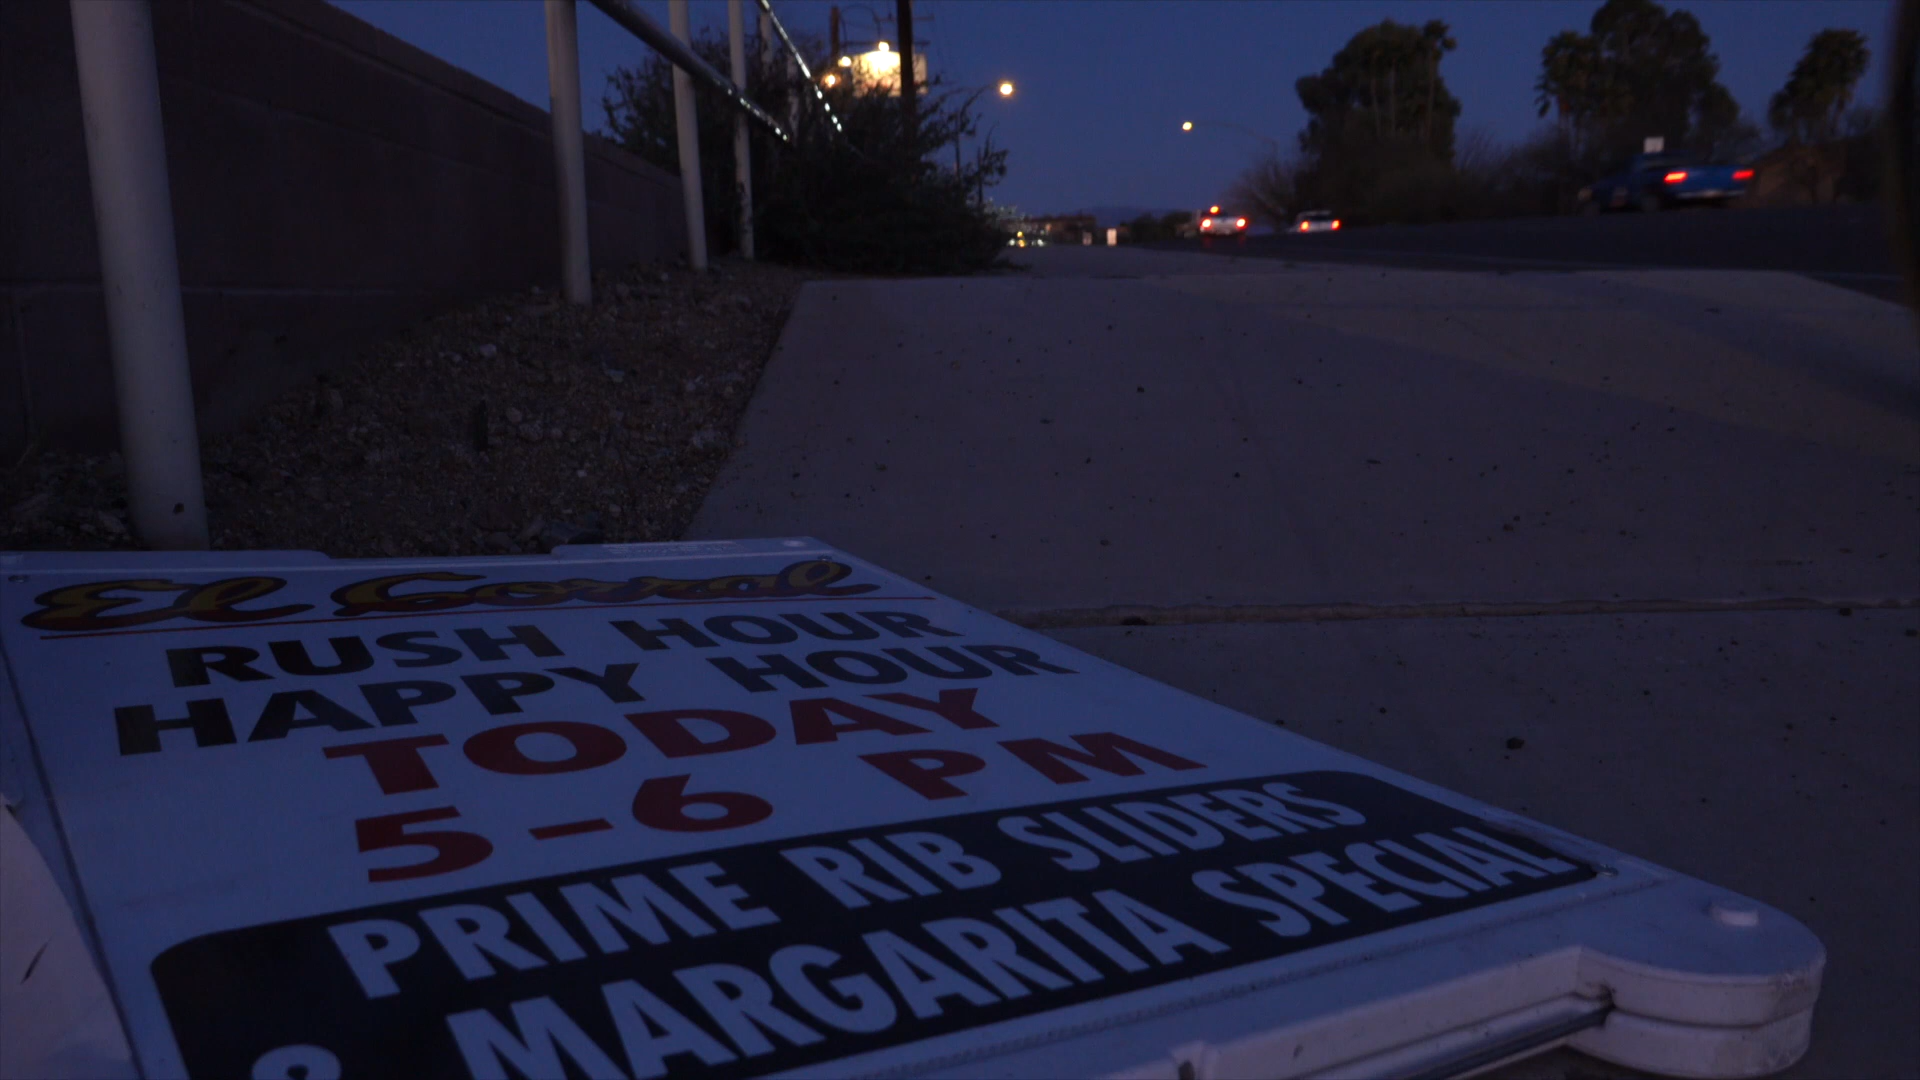 El Corral
RUSH HOUR
HAPPY HOUR
TODAY
5-6 PM
PRIME RIB SLIDERS
& MARGARITA SPECIAL